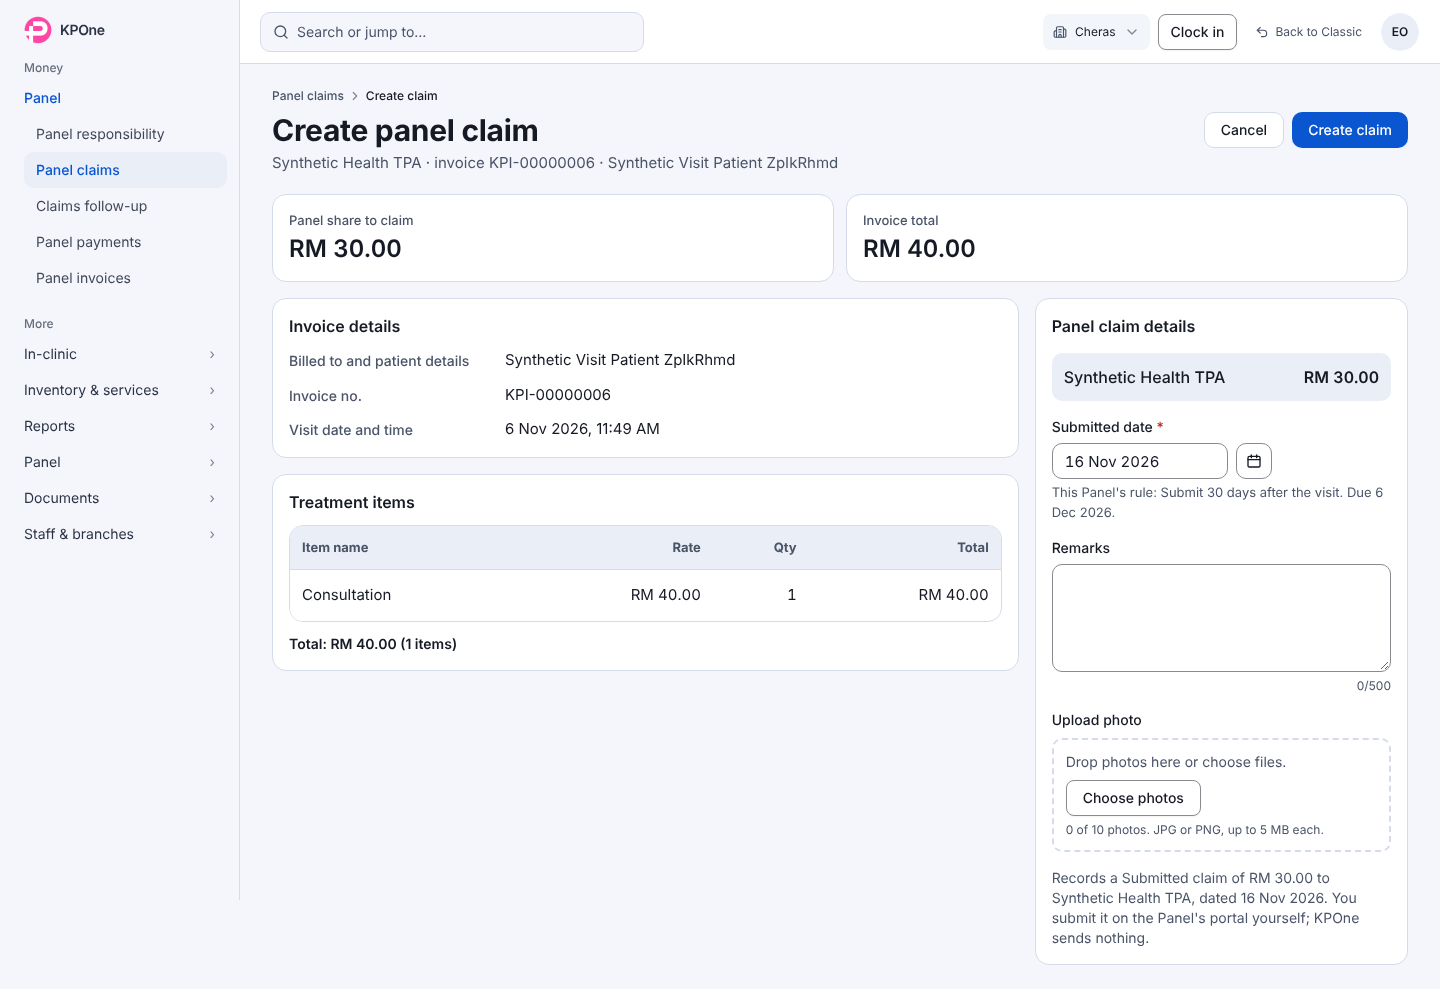 KPOne
Search or jump to...
Cheras
Clock in
Back to Classic
EO
Money
Panel
Panel responsibility
Panel claims
Claims follow-up
Panel payments
Panel invoices
More
In-clinic
Inventory & services
Reports
Panel
Documents
Staff & branches
Panel claims > Create claim
Create panel claim
Synthetic Health TPA · invoice KPI-00000006 · Synthetic Visit Patient ZpIkRhmd
Cancel
Create claim
Panel share to claim
RM 30.00
Invoice total
RM 40.00
Invoice details
Billed to and patient details Synthetic Visit Patient ZpIkRhmd
Invoice no. KPI-00000006
Visit date and time 6 Nov 2026, 11:49 AM
Treatment items
Item name Rate Qty Total
Consultation RM 40.00 1 RM 40.00
Total: RM 40.00 (1 items)
Panel claim details
Synthetic Health TPA RM 30.00
Submitted date *
16 Nov 2026
This Panel's rule: Submit 30 days after the visit. Due 6
Dec 2026.
Remarks
0/500
Upload photo
Drop photos here or choose files.
Choose photos
0 of 10 photos. JPG or PNG, up to 5 MB each.
Records a Submitted claim of RM 30.00 to
Synthetic Health TPA, dated 16 Nov 2026. You
submit it on the Panel's portal yourself; KPOne
sends nothing.